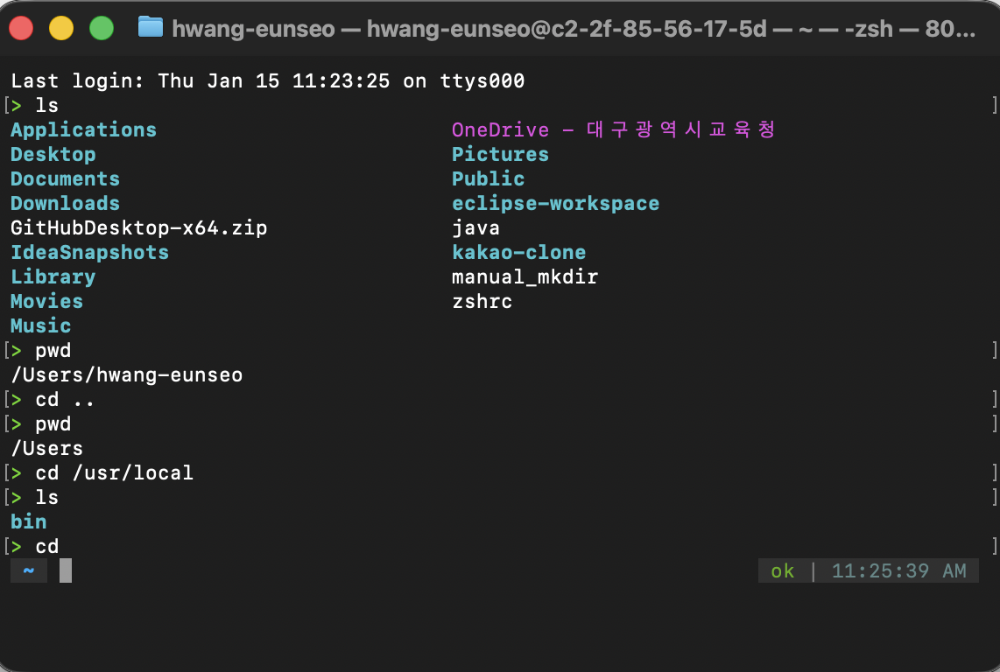 hwang-eunseo — hwang-eunseo@c2-2f-85-56-17-5d — ~ — -zsh — 80...
Last login: Thu Jan 15 11:23:25 on ttys000
[> ls ]
Applications OneDrive - 대구광역시교육청
Desktop Pictures
Documents Public
Downloads eclipse-workspace
GitHubDesktop-x64.zip java
IdeaSnapshots kakao-clone
Library manual_mkdir
Movies zshrc
Music
[> pwd ]
/Users/hwang-eunseo
[> cd .. ]
[> pwd ]
/Users
[> cd /usr/local ]
[> ls ]
bin
[> cd ]
~ ok | 11:25:39 AM